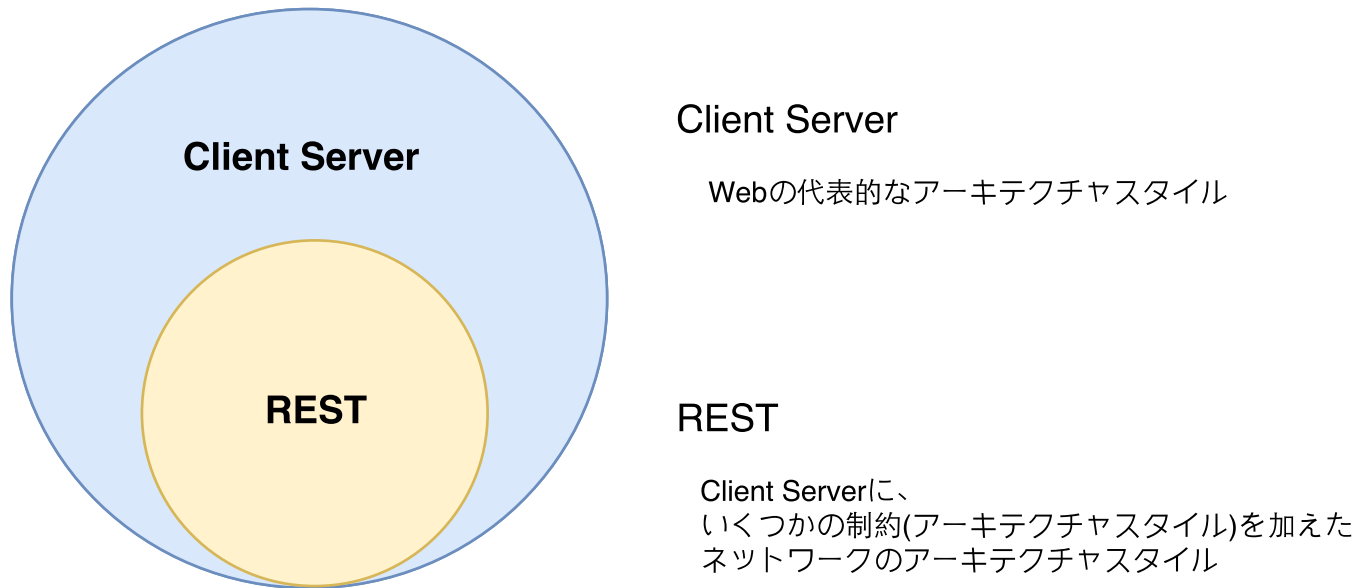 Client Server
REST
Client Server
Webの代表的なアーキテクチャスタイル
REST
Client Serverに、
いくつかの制約(アーキテクチャスタイル)を加えた
ネットワークのアーキテクチャスタイル